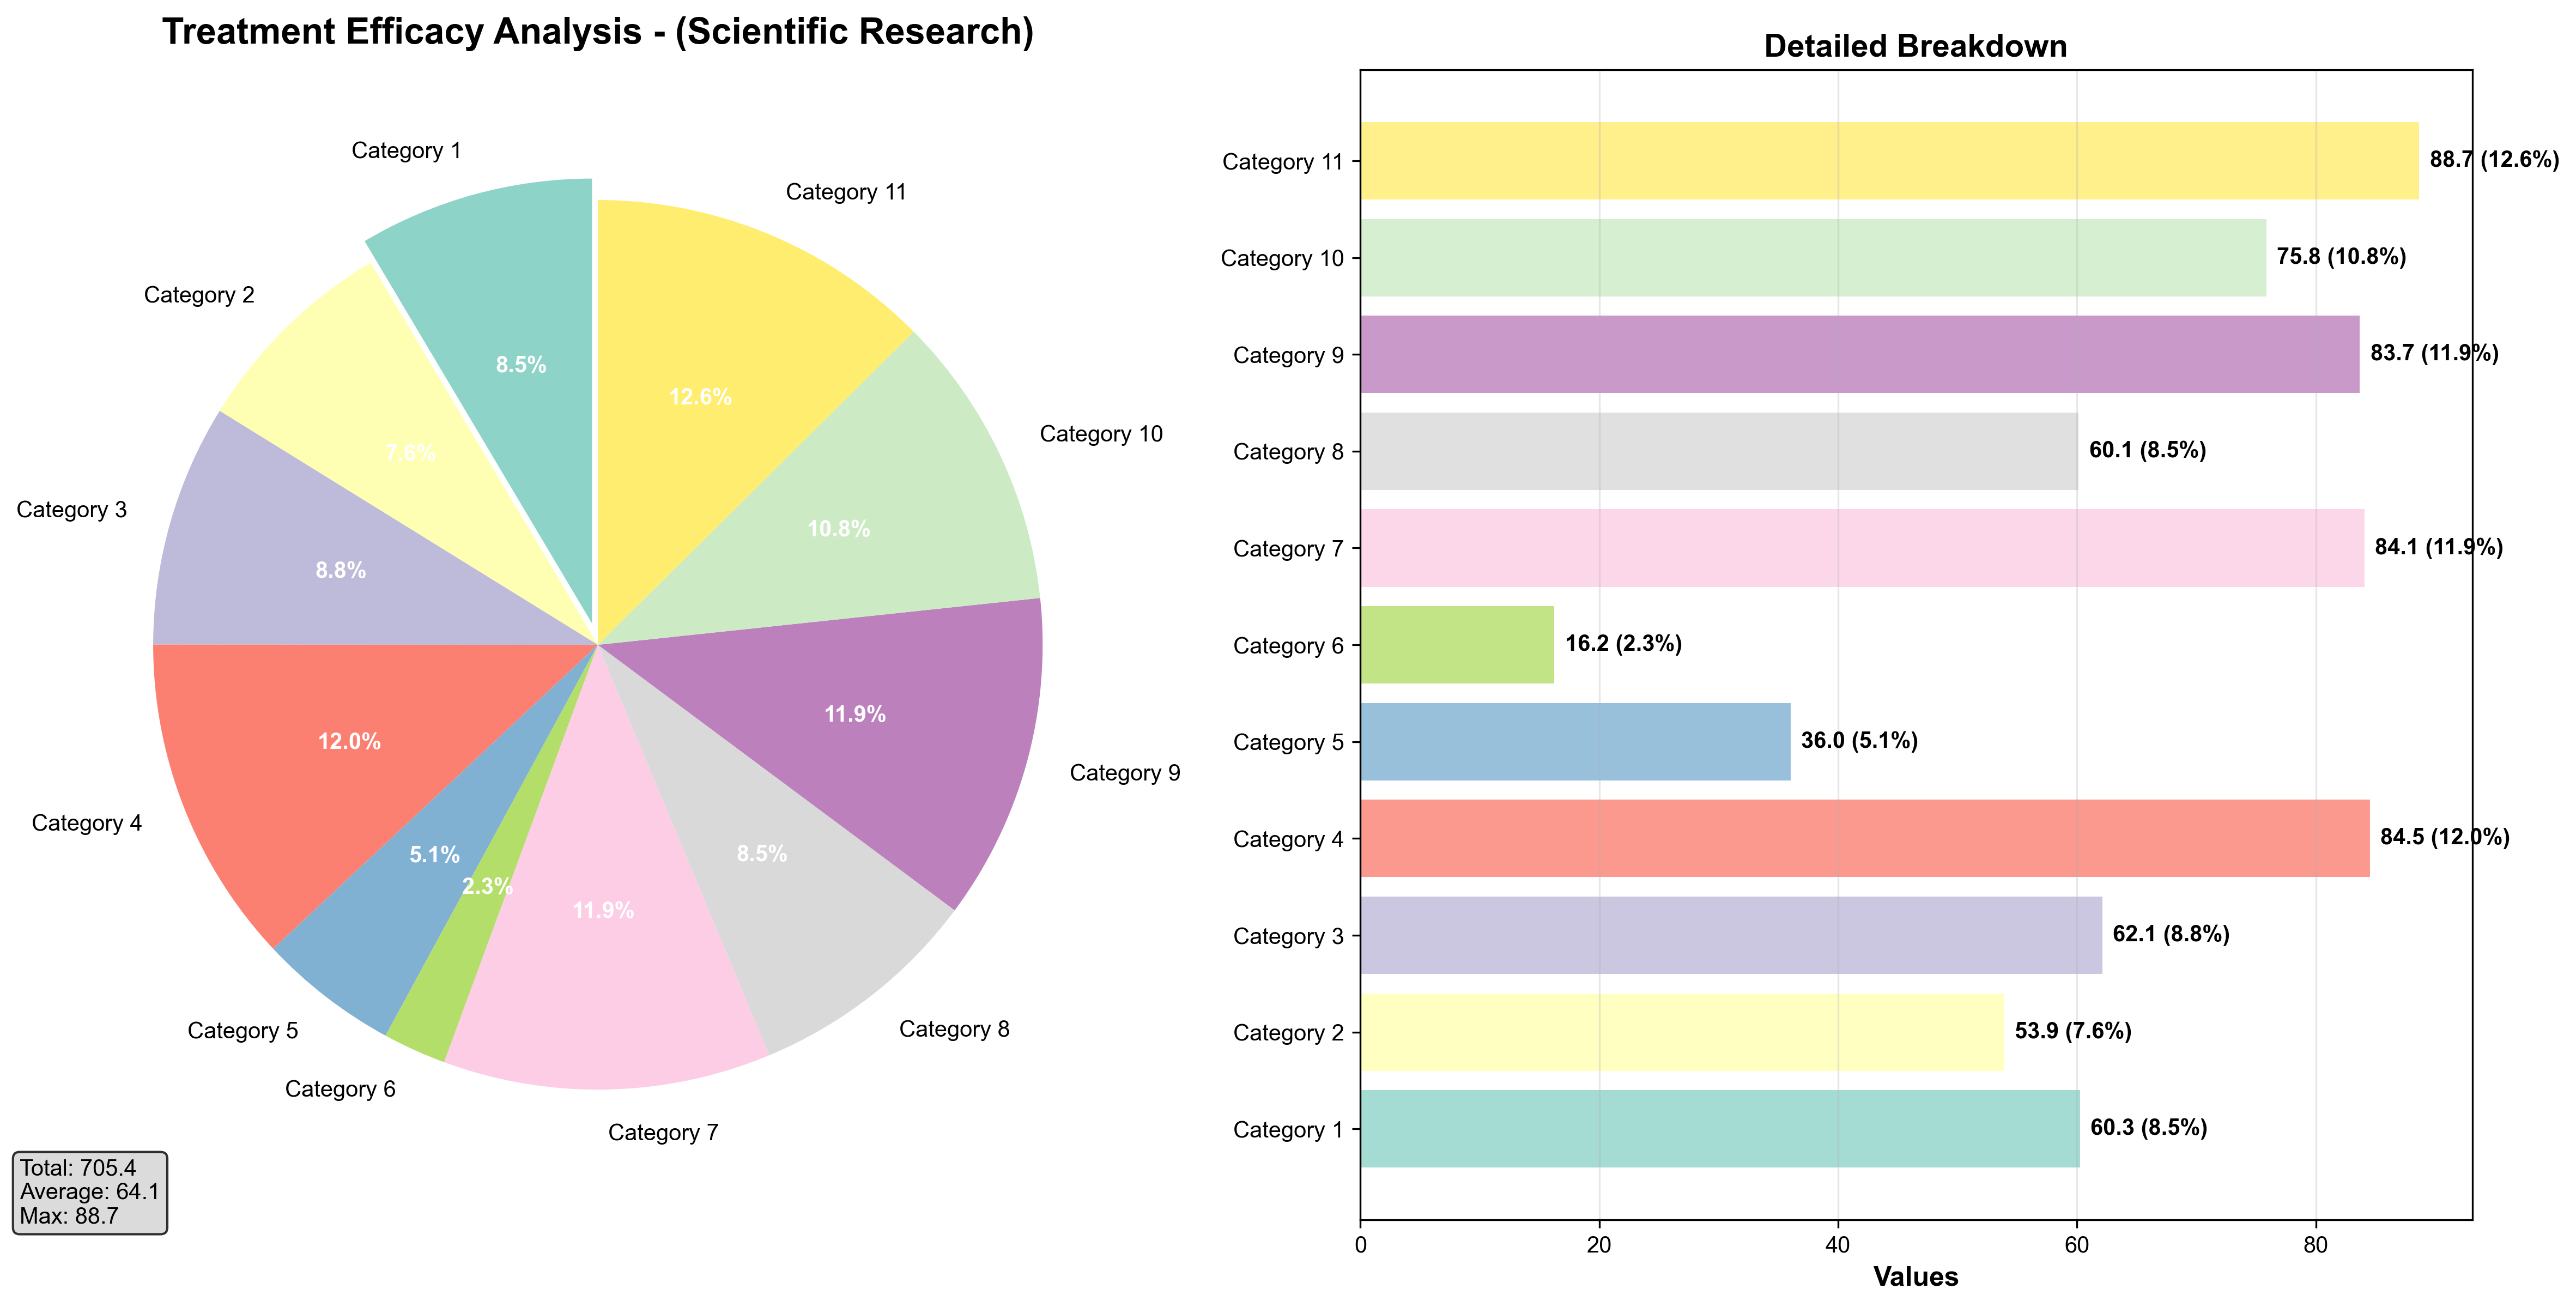 Treatment Efficacy Analysis - (Scientific Research)
Category 1
Category 11
Category 2
Category 10
Category 3
Category 9
Category 4
Category 8
Category 5
Category 6
Category 7
8.5%
12.6%
7.6%
10.8%
8.8%
11.9%
12.0%
8.5%
5.1%
2.3%
11.9%
Total: 705.4
Average: 64.1
Max: 88.7
Detailed Breakdown
Category 11 88.7 (12.6%)
Category 10 75.8 (10.8%)
Category 9 83.7 (11.9%)
Category 8 60.1 (8.5%)
Category 7 84.1 (11.9%)
Category 6 16.2 (2.3%)
Category 5 36.0 (5.1%)
Category 4 84.5 (12.0%)
Category 3 62.1 (8.8%)
Category 2 53.9 (7.6%)
Category 1 60.3 (8.5%)
0 20 40 60 80
Values